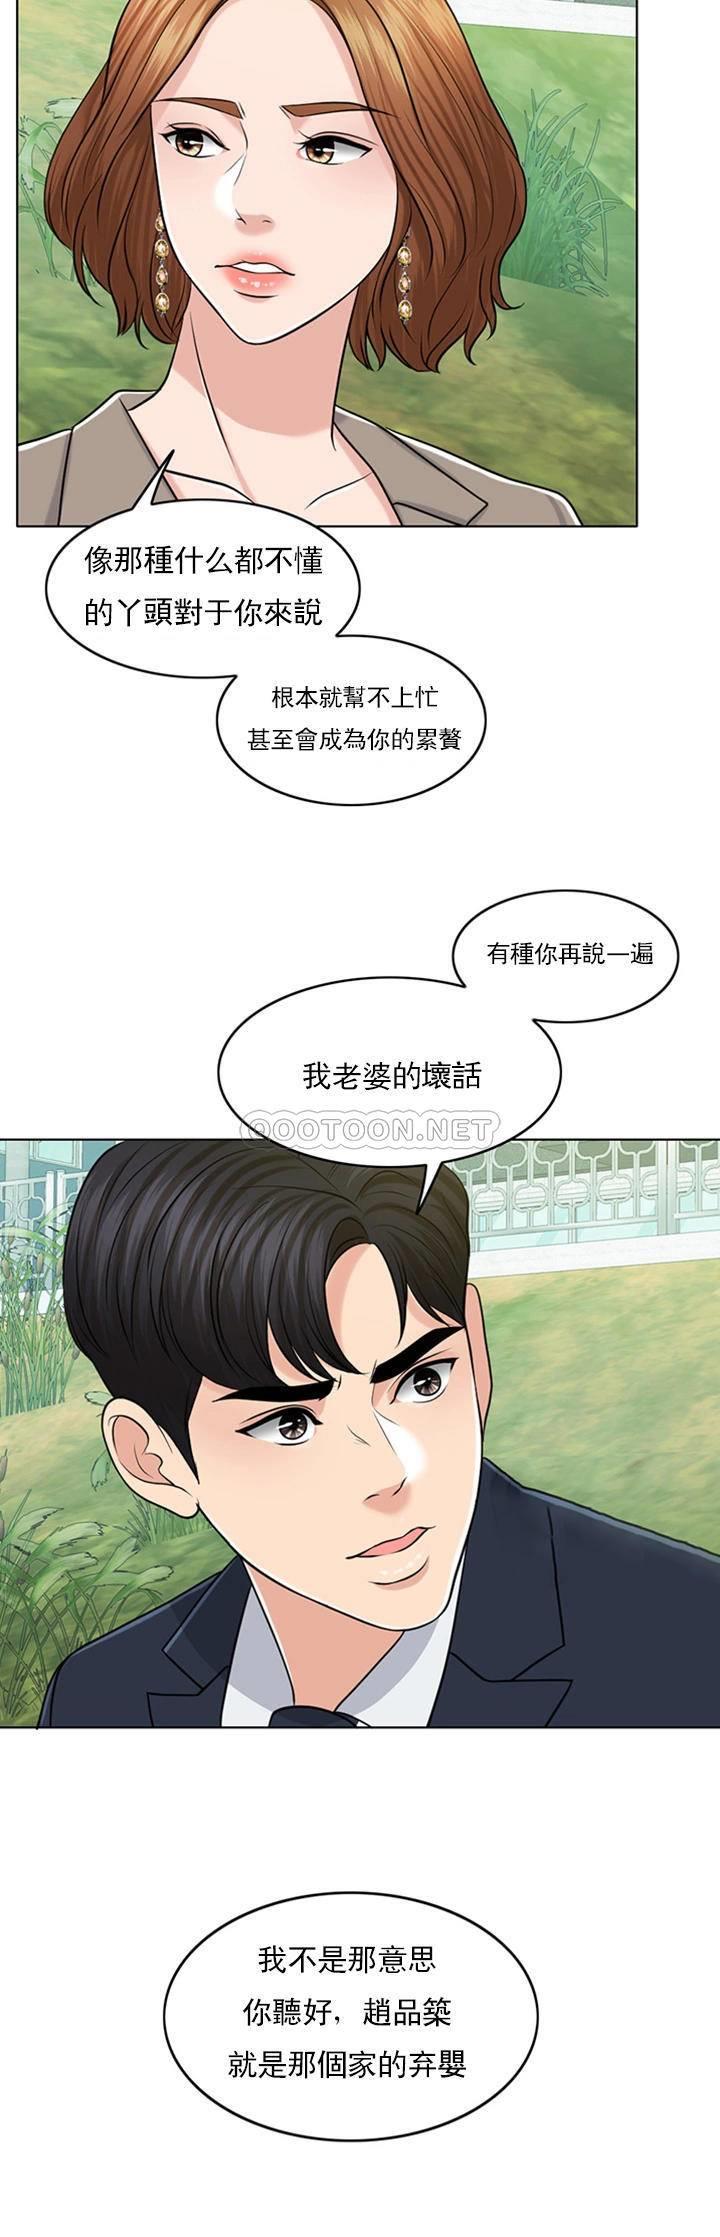 像那種什么都不懂
的丫頭對于你來說
根本就幫不上忙
甚至會成為你的累贅
有種你再說一遍
我老婆的壞話
QOOTOON.NET
我不是那意思
你聽好，趙品築
就是那個家的弃嬰